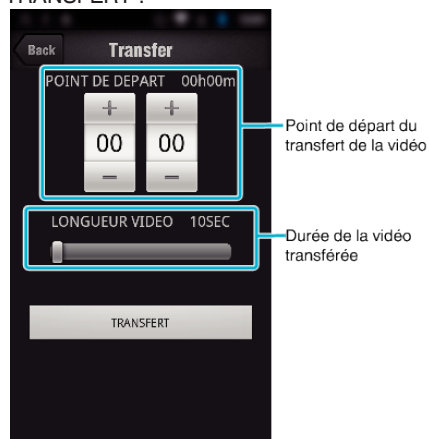 TRANSFERT".
Back
Transfer
POINT DE DEPART 00h00m
+ +
00 00
− −
LONGUEUR VIDEO 10SEC
TRANSFERT
Point de départ du
transfert de la vidéo
Durée de la vidéo
transférée